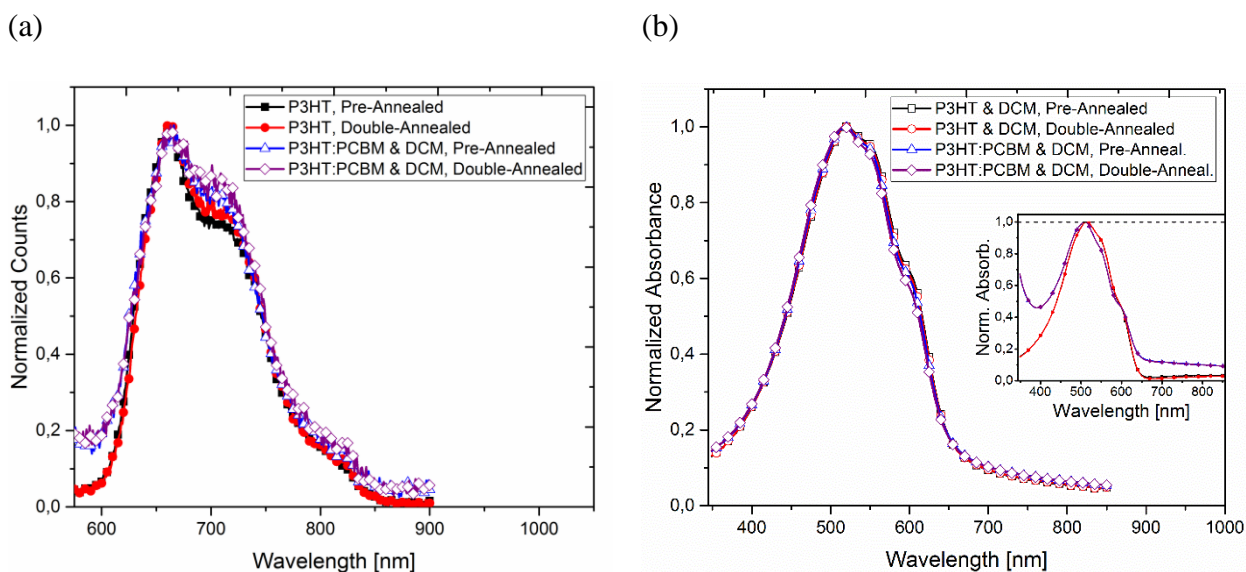 (a)
(b)
P3HT, Pre-Annealed
P3HT, Double-Annealed
P3HT:PCBM & DCM, Pre-Annealed
P3HT:PCBM & DCM, Double-Annealed
1,0
0,8
0,6
0,4
0,2
0,0
Normalized Counts
600 700 800 900 1000
Wavelength [nm]
P3HT & DCM, Pre-Annealed
P3HT & DCM, Double-Annealed
P3HT:PCBM & DCM, Pre-Anneal.
P3HT:PCBM & DCM, Double-Anneal.
1,0
0,8
0,6
0,4
0,2
0,0
Normalized Absorbance
400 500 600 700 800 900 1000
Wavelength [nm]
1,0
0,8
0,6
0,4
0,2
0,0
Norm. Absorb.
400 500 600 700 800
Wavelength [nm]